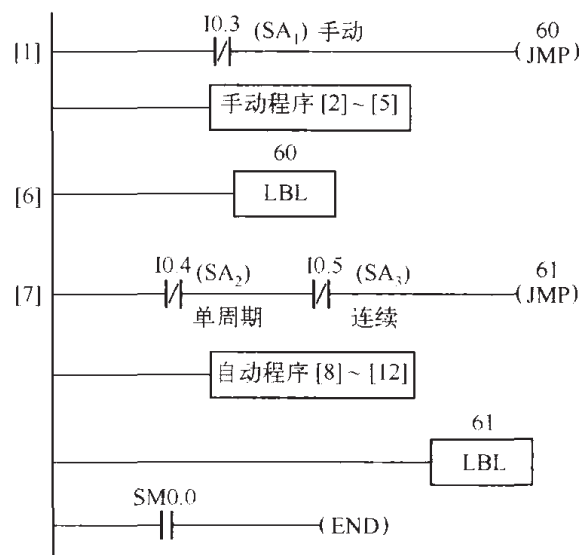 I0.3 (SA₁) 手动 60
[1] (JMP)
手动程序 [2] ~ [5]
60
[6] LBL
I0.4 (SA₂) I0.5 (SA₃) 61
[7] 单周期 连续 (JMP)
自动程序 [8] ~ [12]
61
LBL
SM0.0
(END)